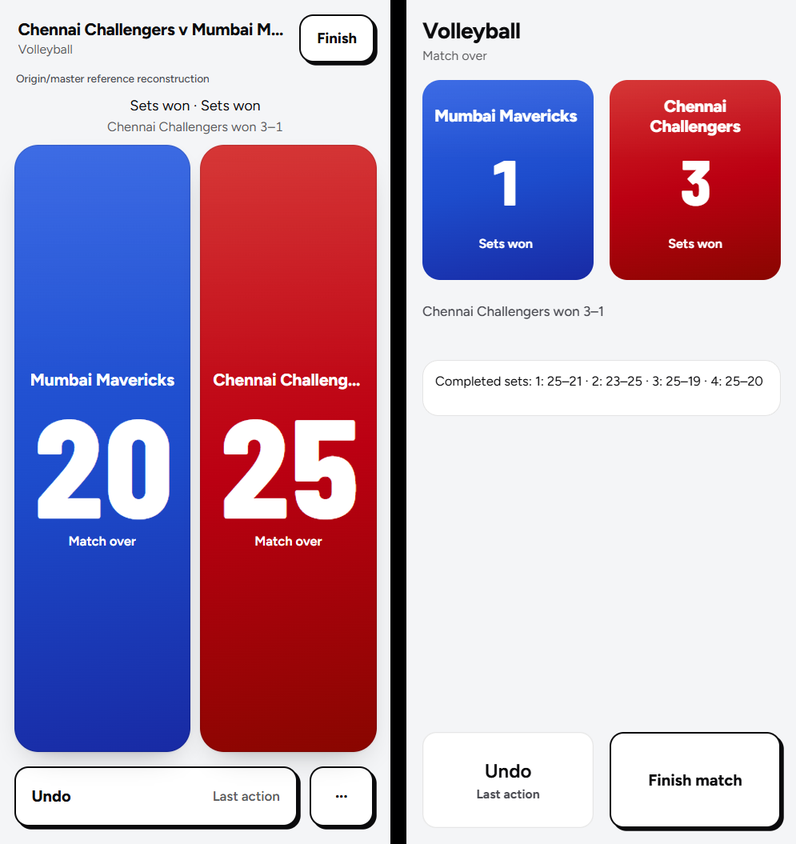 Chennai Challengers v Mumbai M...
Volleyball
Finish
Origin/master reference reconstruction
Sets won · Sets won
Chennai Challengers won 3–1
Mumbai Mavericks
20
Match over
Chennai Challeng...
25
Match over
Undo
Last action
...
Volleyball
Match over
Mumbai Mavericks
1
Sets won
Chennai
Challengers
3
Sets won
Chennai Challengers won 3–1
Completed sets: 1: 25–21 · 2: 23–25 · 3: 25–19 · 4: 25–20
Undo
Last action
Finish match